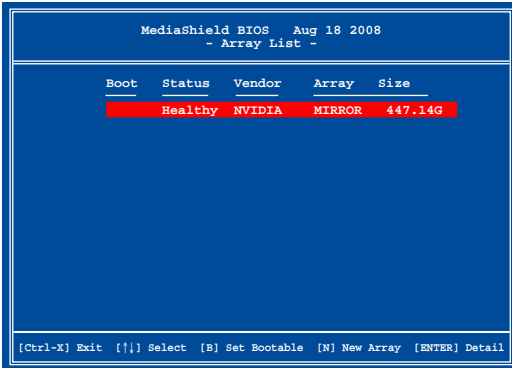 MediaShield BIOS Aug 18 2008
- Array List -
Boot Status Vendor Array Size
Healthy NVIDIA MIRROR 447.14G
[Ctrl-X] Exit [↑↓] Select [B] Set Bootable [N] New Array [ENTER] Detail